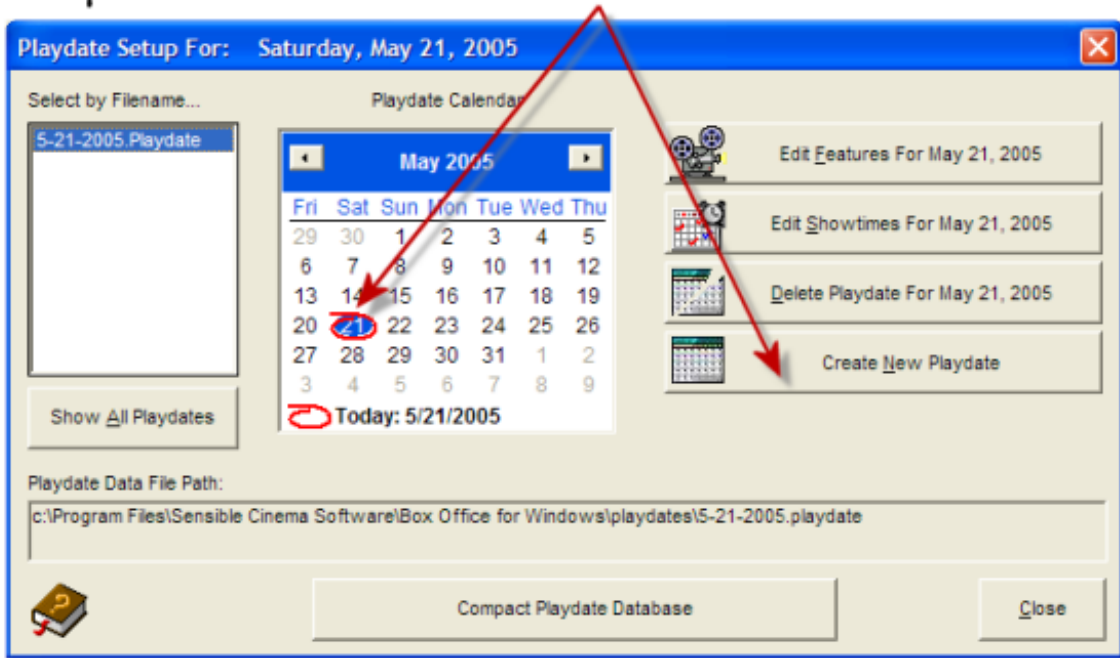 Playdate Setup For: Saturday, May 21, 2005
Select by Filename...
Playdate Calendar
5-21-2005.Playdate
May 2005
Fri Sat Sun Mon Tue Wed Thu
29 30 1 2 3 4 5
6 7 8 9 10 11 12
13 14 15 16 17 18 19
20 21 22 23 24 25 26
27 28 29 30 31 1 2
3 4 5 6 7 8 9
Today: 5/21/2005
Edit Features For May 21, 2005
Edit Showtimes For May 21, 2005
Delete Playdate For May 21, 2005
Create New Playdate
Show All Playdates
Playdate Data File Path:
c:\Program Files\Sensible Cinema Software\Box Office for Windows\playdates\5-21-2005.playdate
Compact Playdate Database
Close